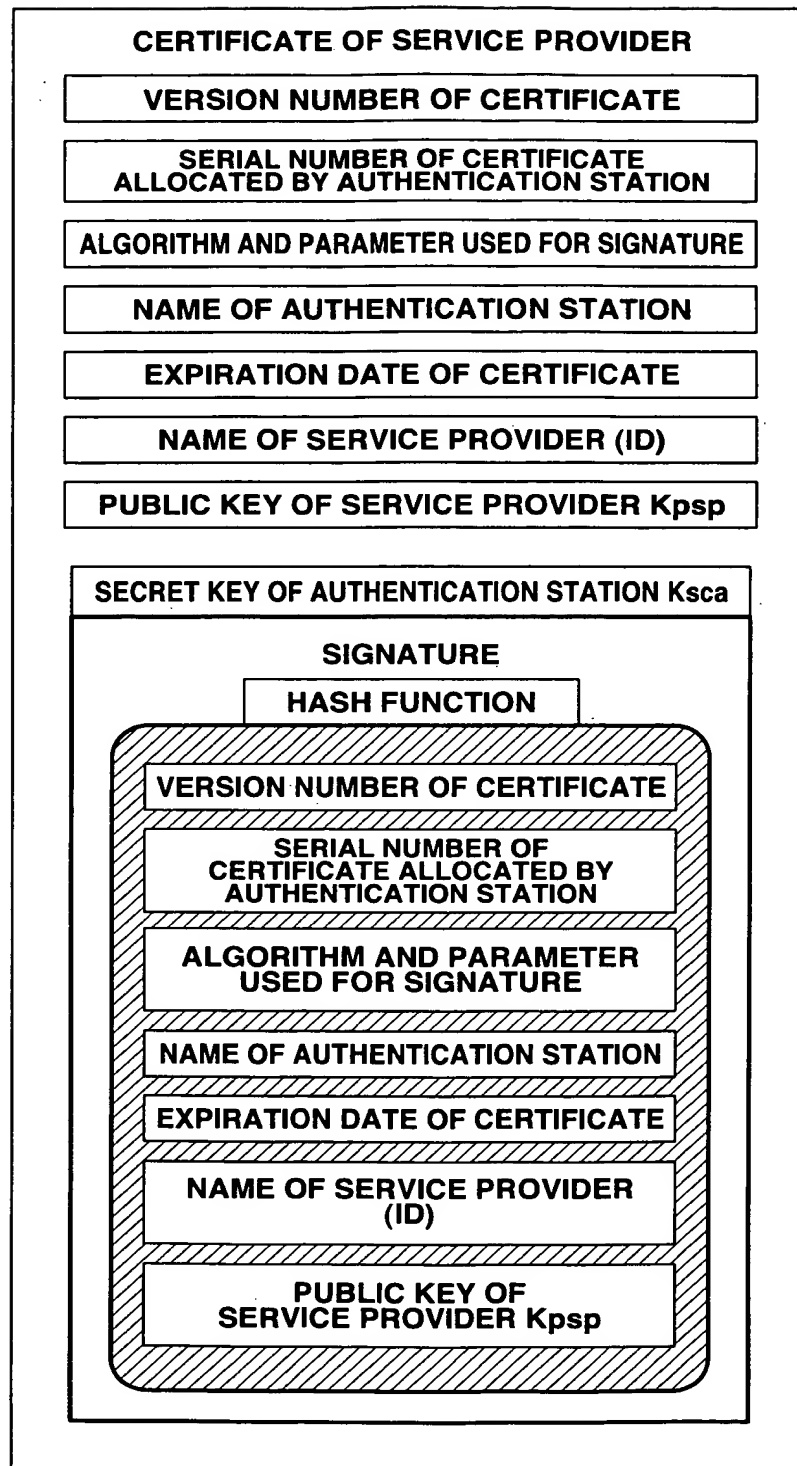 CERTIFICATE OF SERVICE PROVIDER
VERSION NUMBER OF CERTIFICATE
SERIAL NUMBER OF CERTIFICATE
ALLOCATED BY AUTHENTICATION STATION
ALGORITHM AND PARAMETER USED FOR SIGNATURE
NAME OF AUTHENTICATION STATION
EXPIRATION DATE OF CERTIFICATE
NAME OF SERVICE PROVIDER (ID)
PUBLIC KEY OF SERVICE PROVIDER Kpsp
SECRET KEY OF AUTHENTICATION STATION Ksca
SIGNATURE
HASH FUNCTION
VERSION NUMBER OF CERTIFICATE
SERIAL NUMBER OF
CERTIFICATE ALLOCATED BY
AUTHENTICATION STATION
ALGORITHM AND PARAMETER
USED FOR SIGNATURE
NAME OF AUTHENTICATION STATION
EXPIRATION DATE OF CERTIFICATE
NAME OF SERVICE PROVIDER
(ID)
PUBLIC KEY OF
SERVICE PROVIDER Kpsp